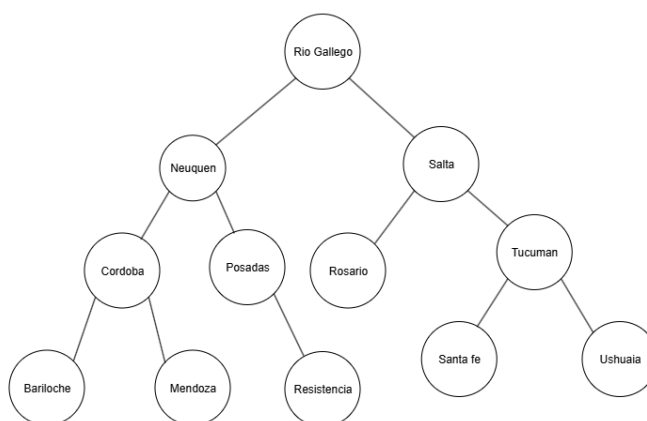 Rio Gallego
Neuquen
Salta
Cordoba
Posadas
Rosario
Tucuman
Bariloche
Mendoza
Resistencia
Santa fe
Ushuaia